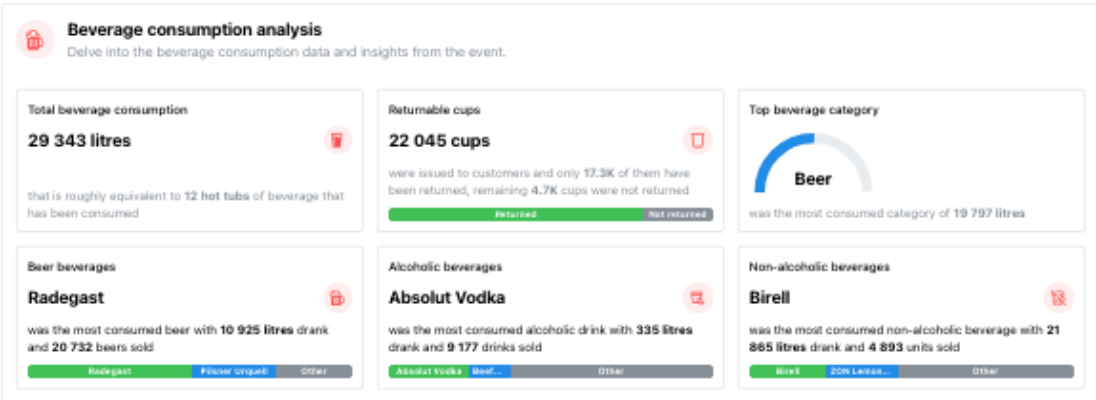 Beverage consumption analysis
Delve into the beverage consumption data and insights from the event.
Total beverage consumption
29 343 litres
that is roughly equivalent to 12 hot tubs of beverage that
has been consumed
Returnable cups
22 045 cups
were issued to customers and only 17.3K of them have
been returned, remaining 4.7K cups were not returned
Returned
Not returned
Top beverage category
Beer
was the most consumed category of 19 797 litres
Beer beverages
Radegast
was the most consumed beer with 10 925 litres drank
and 20 732 beers sold
Radegast
Pilsner Urquell
Other
Alcoholic beverages
Absolut Vodka
was the most consumed alcoholic drink with 335 litres
drank and 9 177 drinks sold
Absolut Vodka
Beef...
Other
Non-alcoholic beverages
Birell
was the most consumed non-alcoholic beverage with 21
865 litres drank and 4 893 units sold
Birell
ZON Lemon...
Other